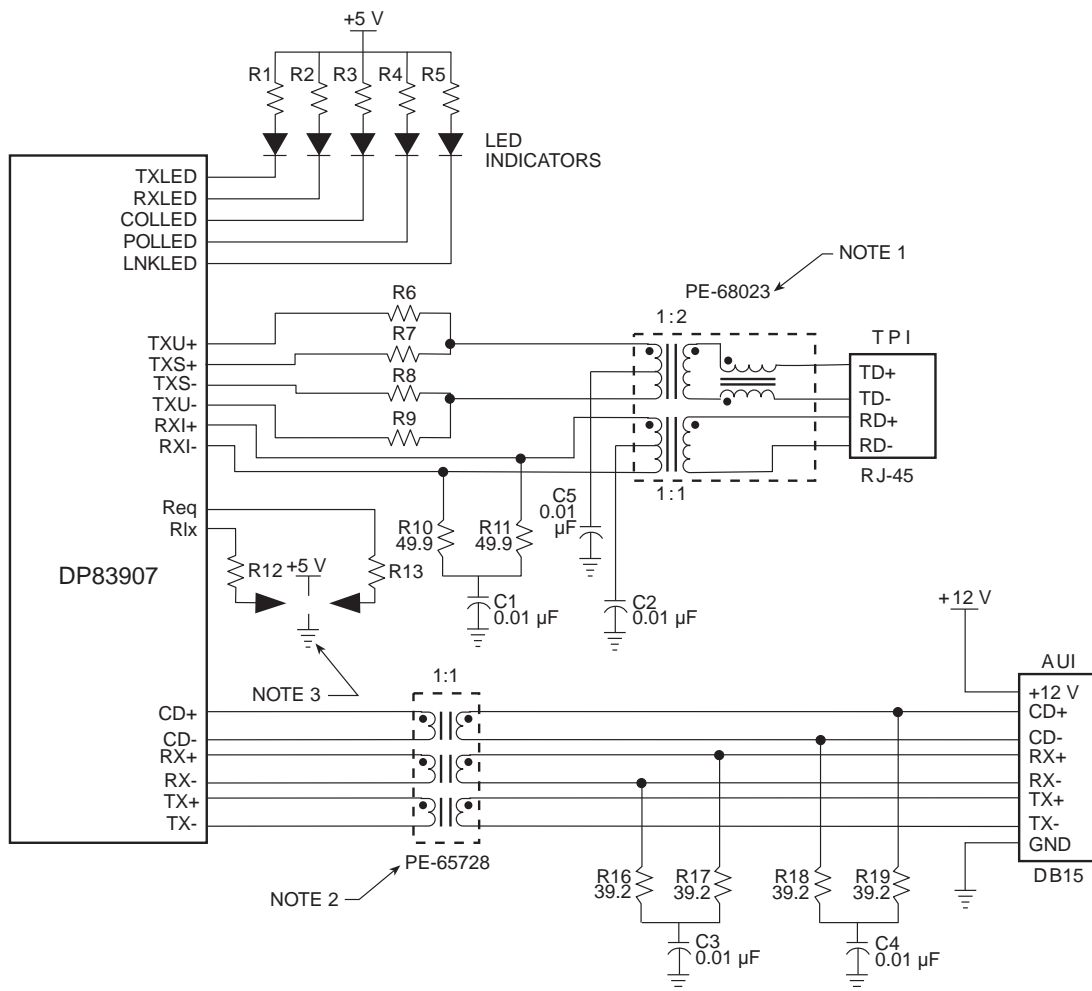 +5 V
R1 R2 R3 R4 R5
LED
INDICATORS
TXLED
RXLED
COLLED
POLLED
LNKLED
NOTE 1
PE-68023
R6
1:2
R7
TPI
TXU+
TXS+
TXS-
TXU-
RXI+
RXI-
R8
R9
TD+
TD-
RD+
RD-
RJ-45
1:1
C5
0.01
µF
Req
RIx
R10
49.9
R11
49.9
DP83907
R12
+5 V
R13
C1
0.01 µF
C2
0.01 µF
+12 V
NOTE 3
1:1
AUI
CD+
CD-
RX+
RX-
TX+
TX-
+12 V
CD+
CD-
RX+
RX-
TX+
TX-
GND
DB15
PE-65728
NOTE 2
R16
39.2
R17
39.2
R18
39.2
R19
39.2
C3
0.01 µF
C4
0.01 µF